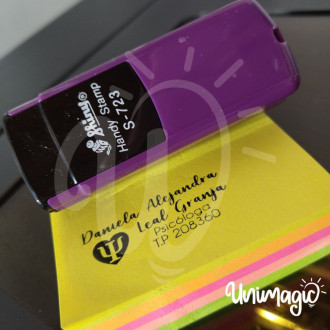 Shiny
Handy Stamp
S-723
Daniela Alejandra
Leal Granja
Psicóloga
T.P 208360
Unimagic